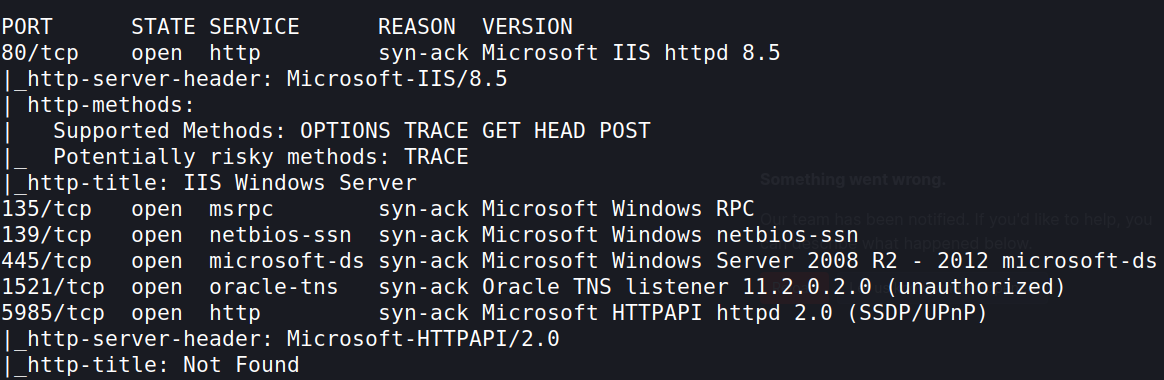 PORT      STATE SERVICE      REASON  VERSION
80/tcp    open  http         syn-ack Microsoft IIS httpd 8.5
|_http-server-header: Microsoft-IIS/8.5
| http-methods:
|   Supported Methods: OPTIONS TRACE GET HEAD POST
|_  Potentially risky methods: TRACE
|_http-title: IIS Windows Server
Something went wrong.
135/tcp   open  msrpc        syn-ack Microsoft Windows RPC
Our team has been notified. If you'd like to help, you
139/tcp   open  netbios-ssn  syn-ack Microsoft Windows netbios-ssn
what happened below.
445/tcp   open  microsoft-ds syn-ack Microsoft Windows Server 2008 R2 - 2012 microsoft-ds
1521/tcp  open  oracle-tns   syn-ack Oracle TNS listener 11.2.0.2.0 (unauthorized)
5985/tcp  open  http         syn-ack Microsoft HTTPAPI httpd 2.0 (SSDP/UPnP)
|_http-server-header: Microsoft-HTTPAPI/2.0
|_http-title: Not Found